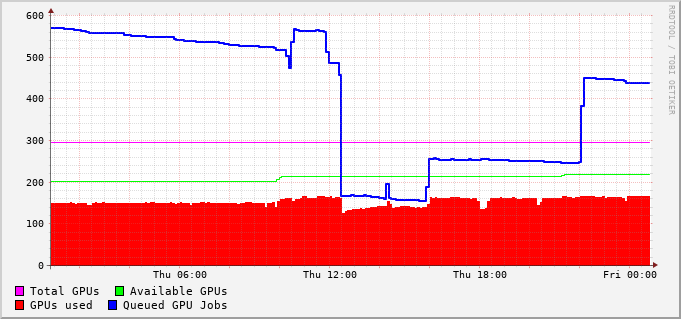 600
500
400
300
200
100
0
Thu 06:00 Thu 12:00 Thu 18:00 Fri 00:00
Total GPUs Available GPUs
GPUs used Queued GPU Jobs
RRDTOOL / TOBI OETIKER